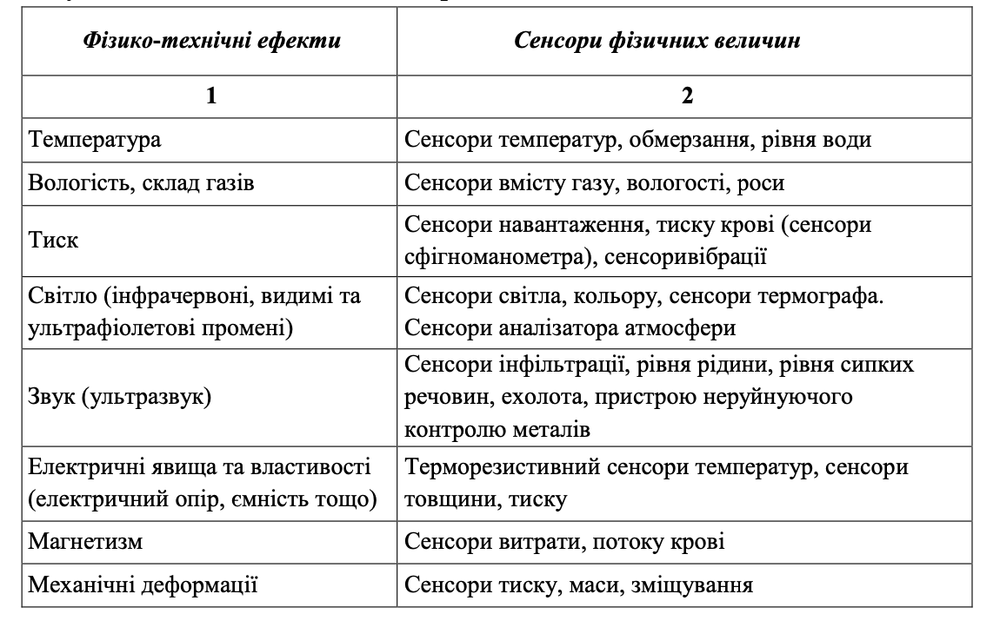 Фізико-технічні ефекти
Сенсори фізичних величин
1
2
Температура
Сенсори температур, обмерзання, рівня води
Вологість, склад газів
Сенсори вмісту газу, вологості, роси
Тиск
Сенсори навантаження, тиску крові (сенсори
сфігноманометра), сенсоривібрації
Світло (інфрачервоні, видимі та
ультрафіолетові промені)
Сенсори світла, кольору, сенсори термографа.
Сенсори аналізатора атмосфери
Звук (ультразвук)
Сенсори інфільтрації, рівня рідини, рівня сипких
речовин, ехолота, пристрою неруйнуючого
контролю металів
Електричні явища та властивості
(електричний опір, ємність тощо)
Терморезистивний сенсори температур, сенсори
товщини, тиску
Магнетизм
Сенсори витрати, потоку крові
Механічні деформації
Сенсори тиску, маси, зміщування